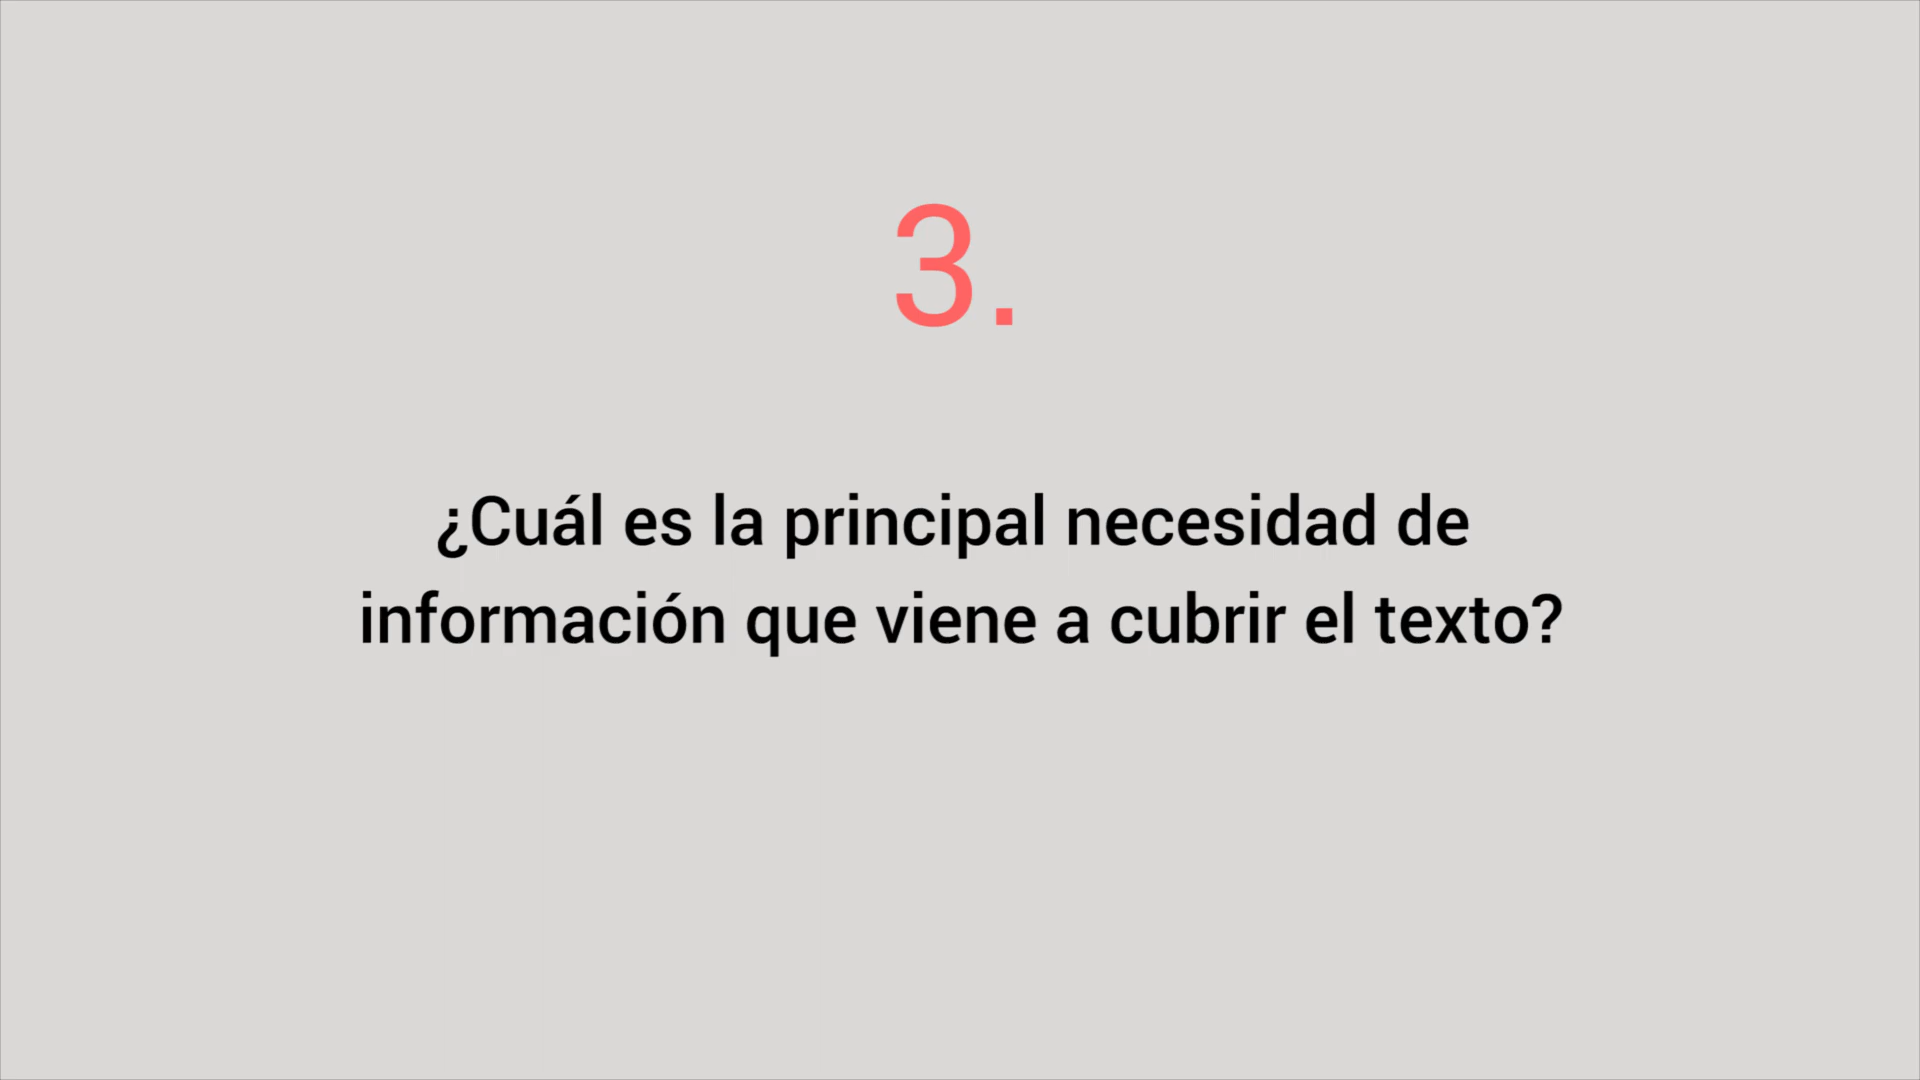 3.
¿Cuál es la principal necesidad de
información que viene a cubrir el texto?